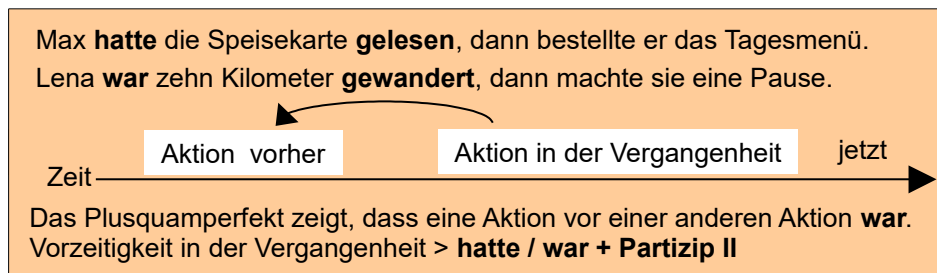 Max hatte die Speisekarte gelesen, dann bestellte er das Tagesmenü.
Lena war zehn Kilometer gewandert, dann machte sie eine Pause.
Aktion vorher
Aktion in der Vergangenheit
jetzt
Zeit
Das Plusquamperfekt zeigt, dass eine Aktion vor einer anderen Aktion war.
Vorzeitigkeit in der Vergangenheit > hatte / war + Partizip II